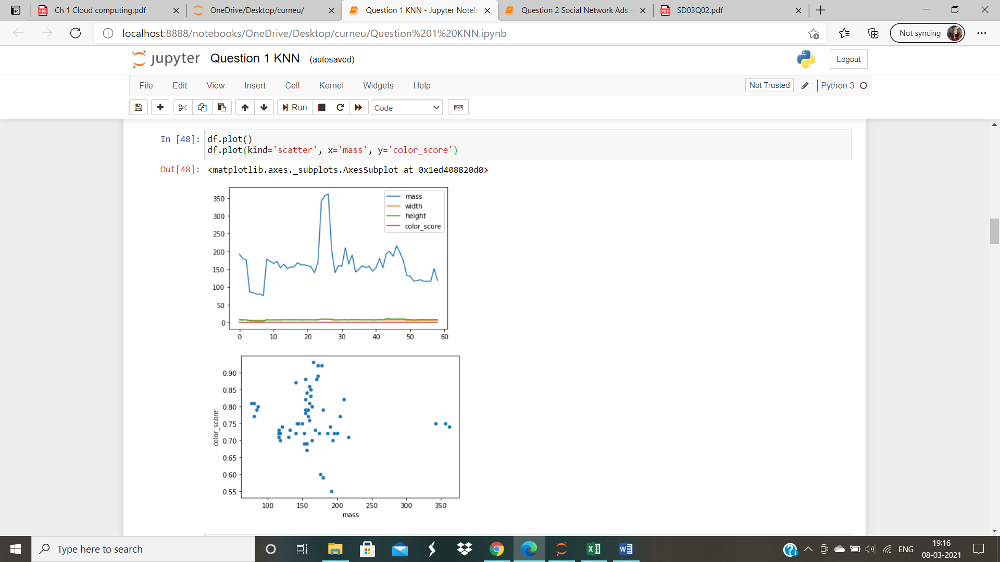 Ch 1 Cloud computing.pdf
OneDrive/Desktop/curneu/
Question 1 KNN - Jupyter Noteb
Question 2 Social Network Ads -
SD03Q02.pdf
localhost:8888/notebooks/OneDrive/Desktop/curneu/Question%201%20KNN.ipynb
Not syncing
jupyter Question 1 KNN (autosaved)
Logout
File Edit View Insert Cell Kernel Widgets Help
Not Trusted
Python 3
Run
Code
In [48]: df.plot()
df.plot(kind='scatter', x='mass', y='color_score')
Out[48]: <matplotlib.axes._subplots.AxesSubplot at 0x1ed408820d0>
350
300
250
200
150
100
50
0
mass
width
height
color_score
0 10 20 30 40 50 60
0.90
0.85
0.80
0.75
0.70
0.65
0.60
0.55
color_score
100 150 200 250 300 350
mass
Type here to search
ENG
19:16
08-03-2021